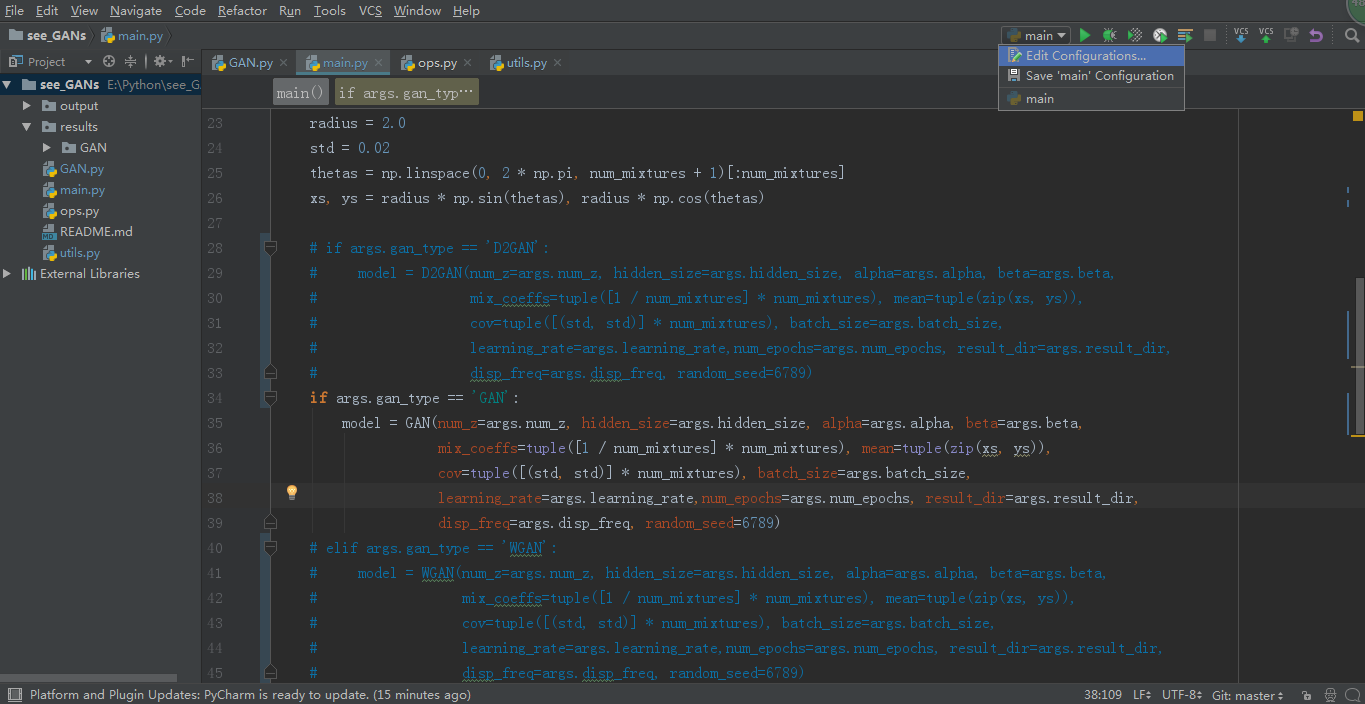 File Edit View Navigate Code Refactor Run Tools VCS Window Help
see_GANs main.py
main
VCS VCS
Edit Configurations...
Save 'main' Configuration
main
Project
GAN.py main.py ops.py utils.py
see_GANs E:\Python\see_G
output
results
GAN
GAN.py
main.py
ops.py
README.md
utils.py
External Libraries
main() if args.gan_typ...
23 radius = 2.0
24 std = 0.02
25 thetas = np.linspace(0, 2 * np.pi, num_mixtures + 1)[:num_mixtures]
26 xs, ys = radius * np.sin(thetas), radius * np.cos(thetas)
27
28 # if args.gan_type == 'D2GAN':
29 # model = D2GAN(num_z=args.num_z, hidden_size=args.hidden_size, alpha=args.alpha, beta=args.beta,
30 # mix_coeffs=tuple([1 / num_mixtures] * num_mixtures), mean=tuple(zip(xs, ys)),
31 # cov=tuple([(std, std)] * num_mixtures), batch_size=args.batch_size,
32 # learning_rate=args.learning_rate,num_epochs=args.num_epochs, result_dir=args.result_dir,
33 # disp_freq=args.disp_freq, random_seed=6789)
34 if args.gan_type == 'GAN':
35 model = GAN(num_z=args.num_z, hidden_size=args.hidden_size, alpha=args.alpha, beta=args.beta,
36 mix_coeffs=tuple([1 / num_mixtures] * num_mixtures), mean=tuple(zip(xs, ys)),
37 cov=tuple([(std, std)] * num_mixtures), batch_size=args.batch_size,
38 learning_rate=args.learning_rate,num_epochs=args.num_epochs, result_dir=args.result_dir,
39 disp_freq=args.disp_freq, random_seed=6789)
40 # elif args.gan_type == 'WGAN':
41 # model = WGAN(num_z=args.num_z, hidden_size=args.hidden_size, alpha=args.alpha, beta=args.beta,
42 # mix_coeffs=tuple([1 / num_mixtures] * num_mixtures), mean=tuple(zip(xs, ys)),
43 # cov=tuple([(std, std)] * num_mixtures), batch_size=args.batch_size,
44 # learning_rate=args.learning_rate,num_epochs=args.num_epochs, result_dir=args.result_dir,
45 # disp_freq=args.disp_freq, random_seed=6789)
Platform and Plugin Updates: PyCharm is ready to update. (15 minutes ago) 38:109 LF UTF-8 Git: master